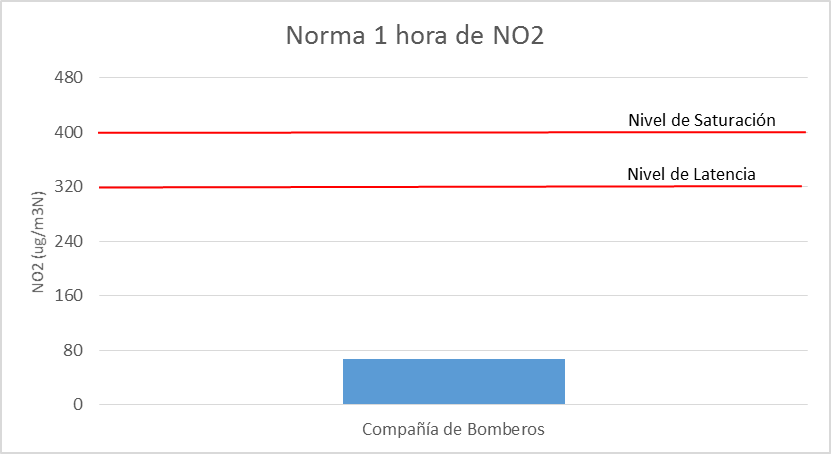 Norma 1 hora de NO2
480
400
320
240
160
80
0
NO2 (ug/m3N)
Nivel de Saturación
Nivel de Latencia
Compañía de Bomberos